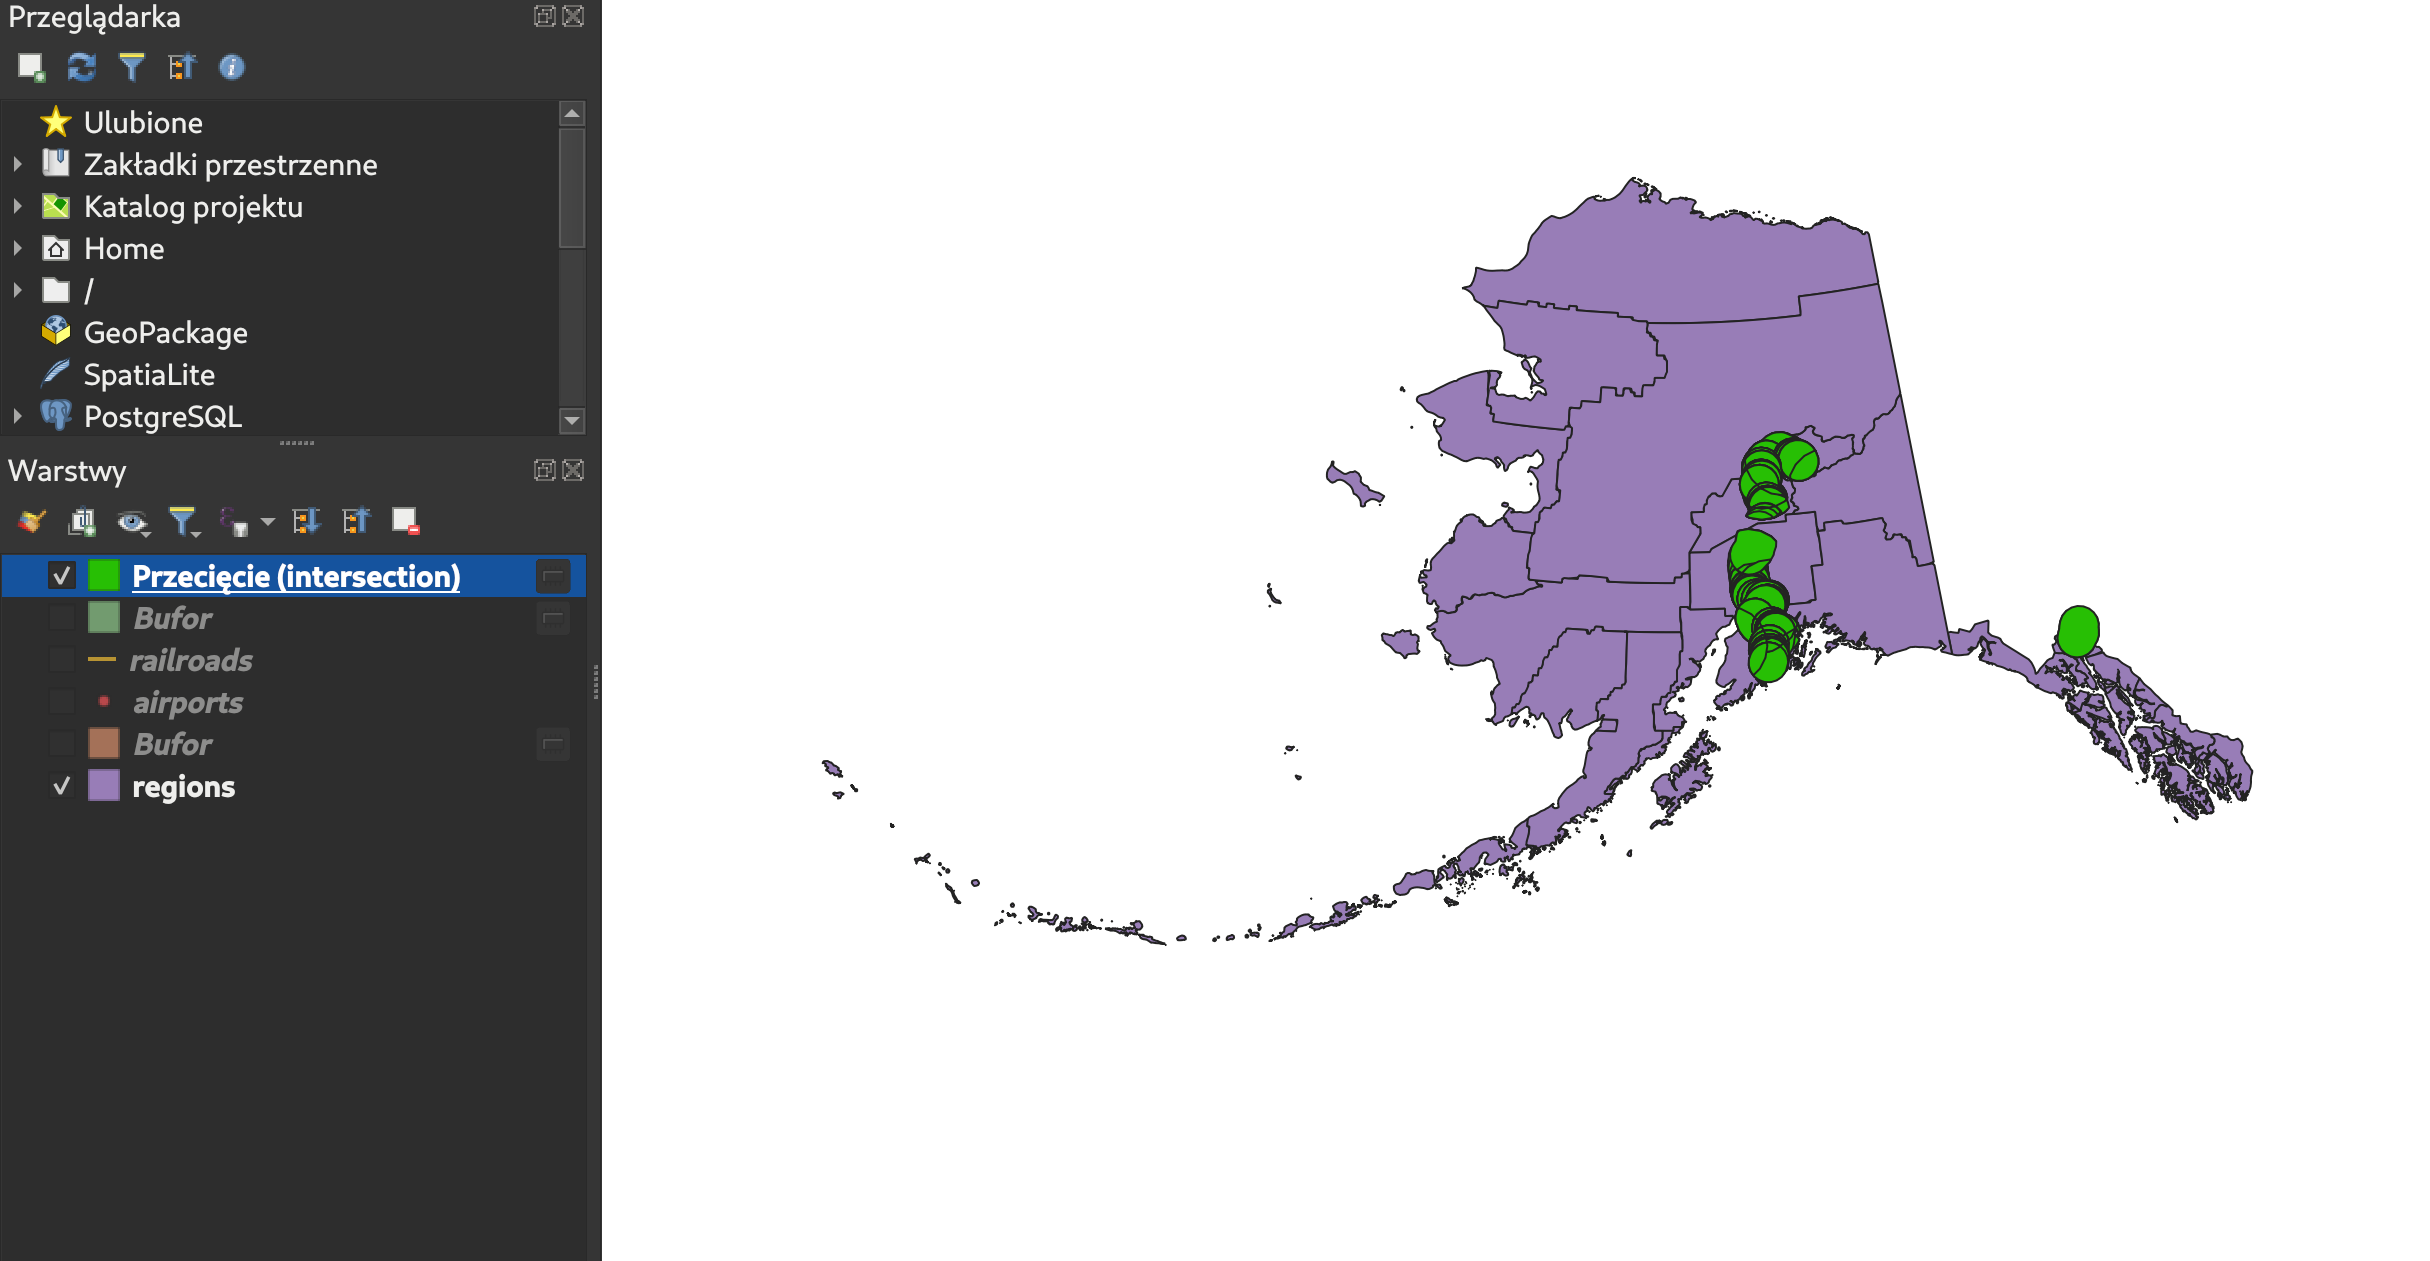 Przeglądarka
Ulubione
Zakładki przestrzenne
Katalog projektu
Home
/
GeoPackage
SpatiaLite
PostgreSQL
Warstwy
Przecięcie (intersection)
Bufor
railroads
airports
Bufor
regions